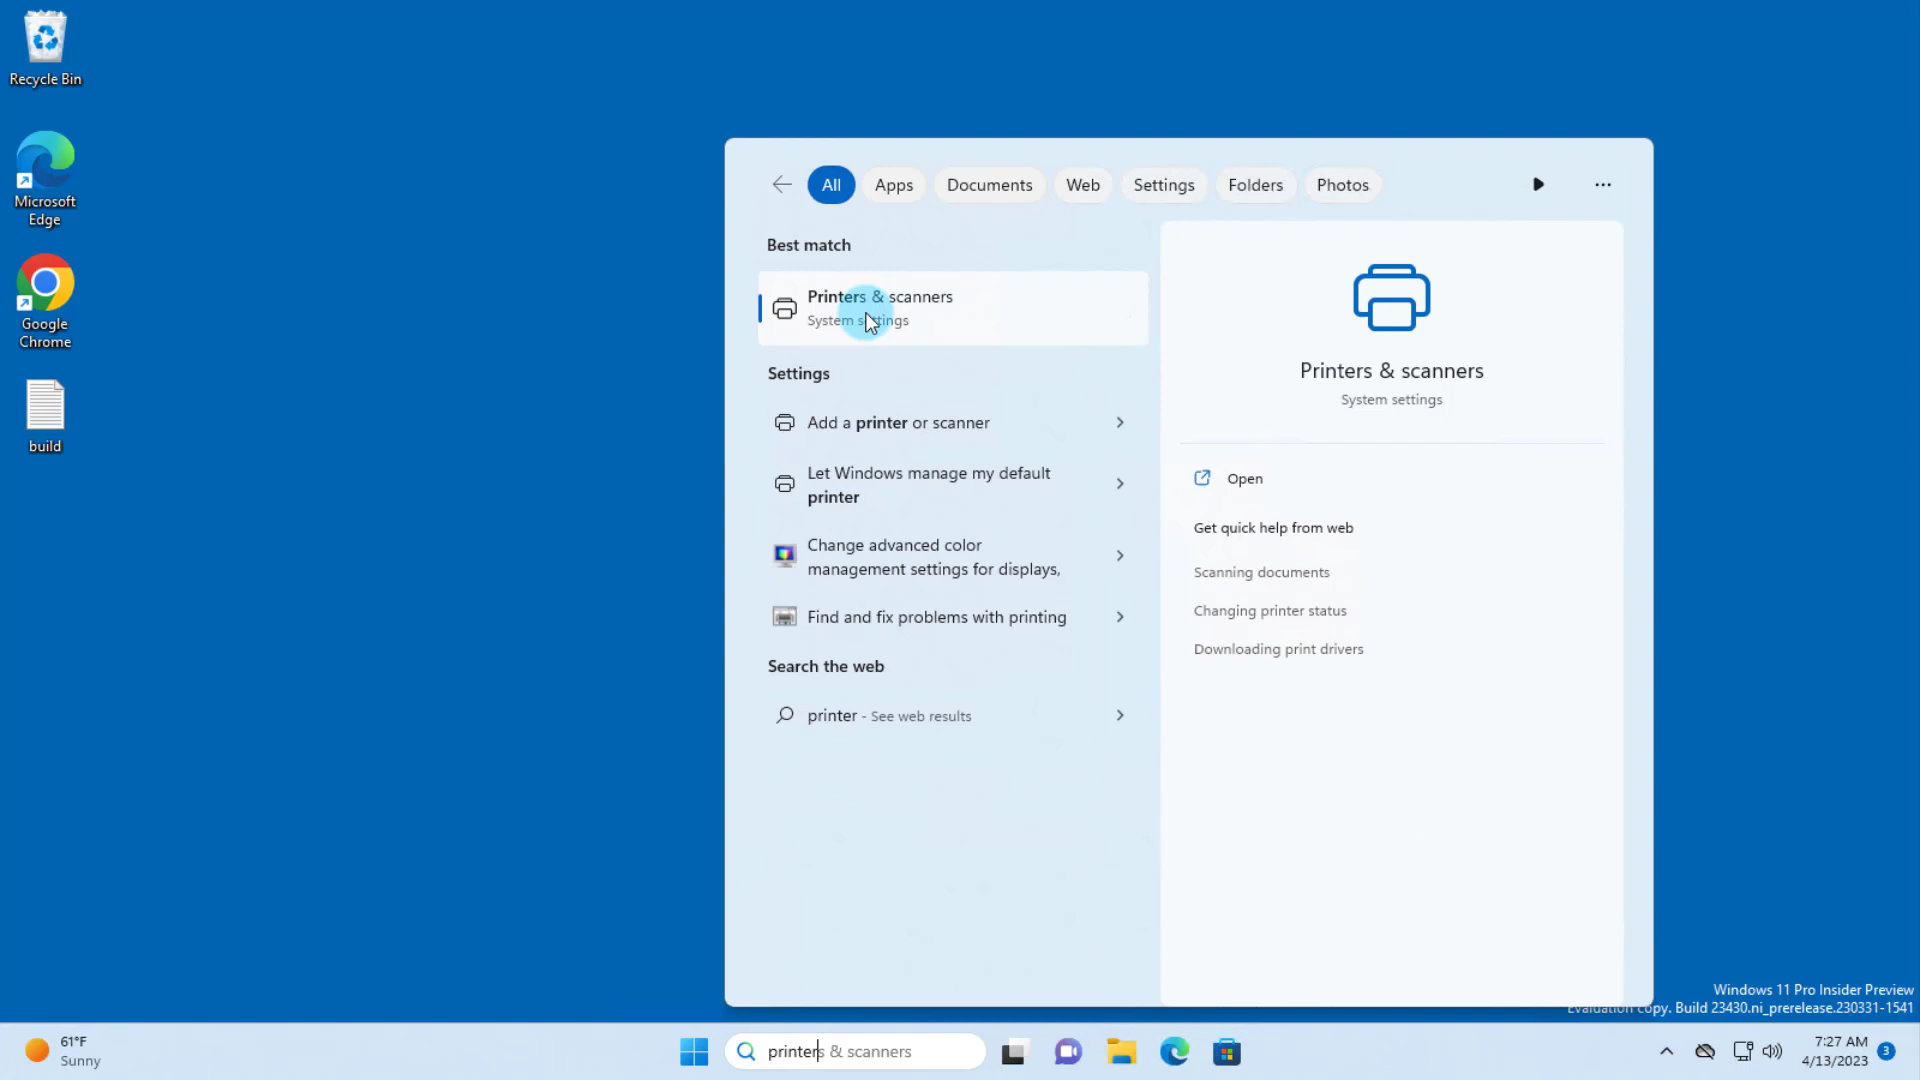 Recycle Bin
Microsoft
Edge
Google
Chrome
build
All
Apps
Documents
Web
Settings
Folders
Photos
Best match
Printers & scanners
System settings
Settings
Add a printer or scanner
Let Windows manage my default
printer
Change advanced color
management settings for displays,
Find and fix problems with printing
Search the web
printer - See web results
Printers & scanners
System settings
Open
Get quick help from web
Scanning documents
Changing printer status
Downloading print drivers
Windows 11 Pro Insider Preview
Evaluation copy. Build 23430.ni_prerelease.230331-1541
61°F
Sunny
printers & scanners
7:27 AM
4/13/2023
3